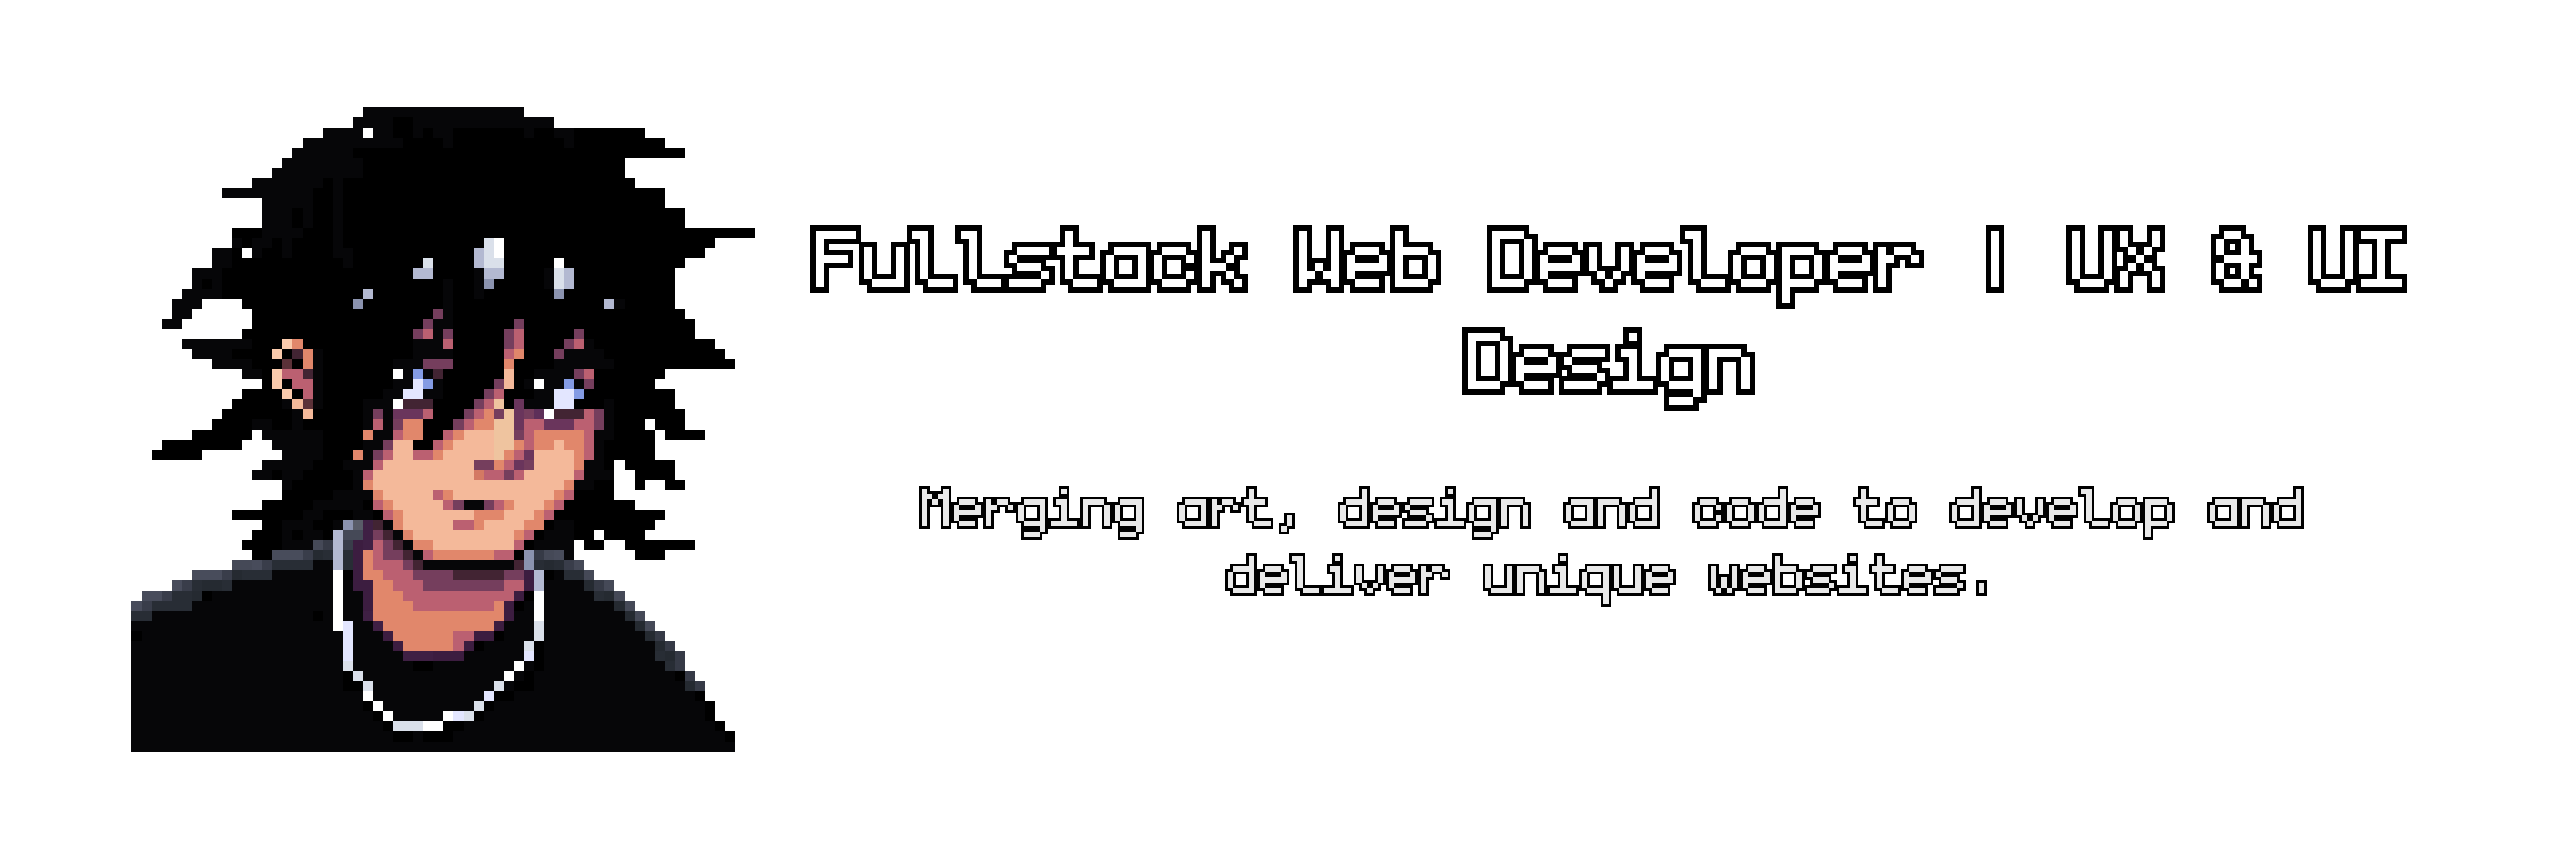 Fullstack Web Developer | UX & UI
Design
Merging art, design and code to develop and
deliver unique websites.